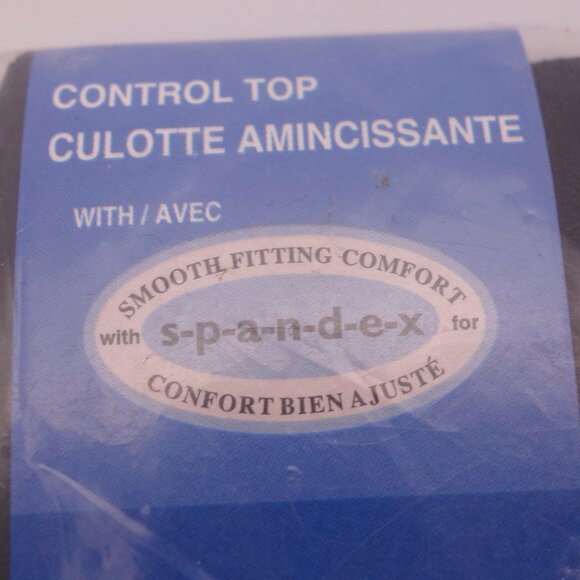 CONTROL TOP
CULOTTE AMINCISSANTE
WITH / AVEC
SMOOTH FITTING COMFORT
with s-p-a-n-d-e-x for
CONFORT BIEN AJUSTÉ